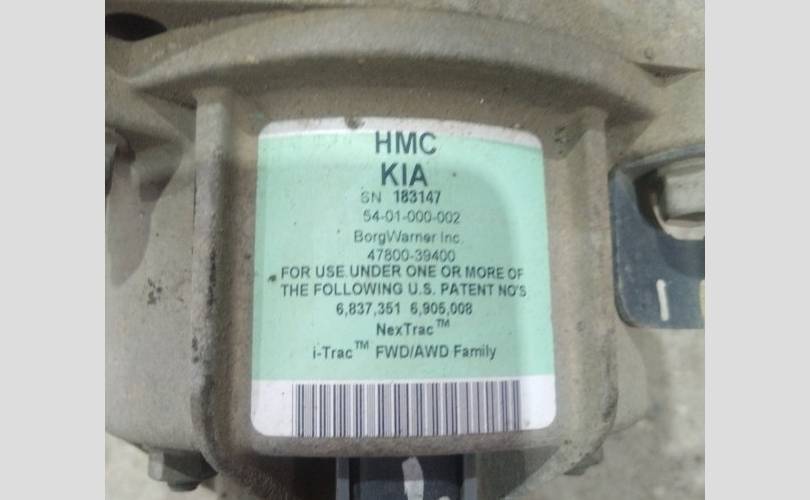 HMC
KIA
SN 183147
54-01-000-002
BorgWarner Inc.
47800-39400
FOR USE UNDER ONE OR MORE OF
THE FOLLOWING U.S. PATENT NO'S
6,837,351 6,905,008
NexTrac™
i-Trac™ FWD/AWD Family